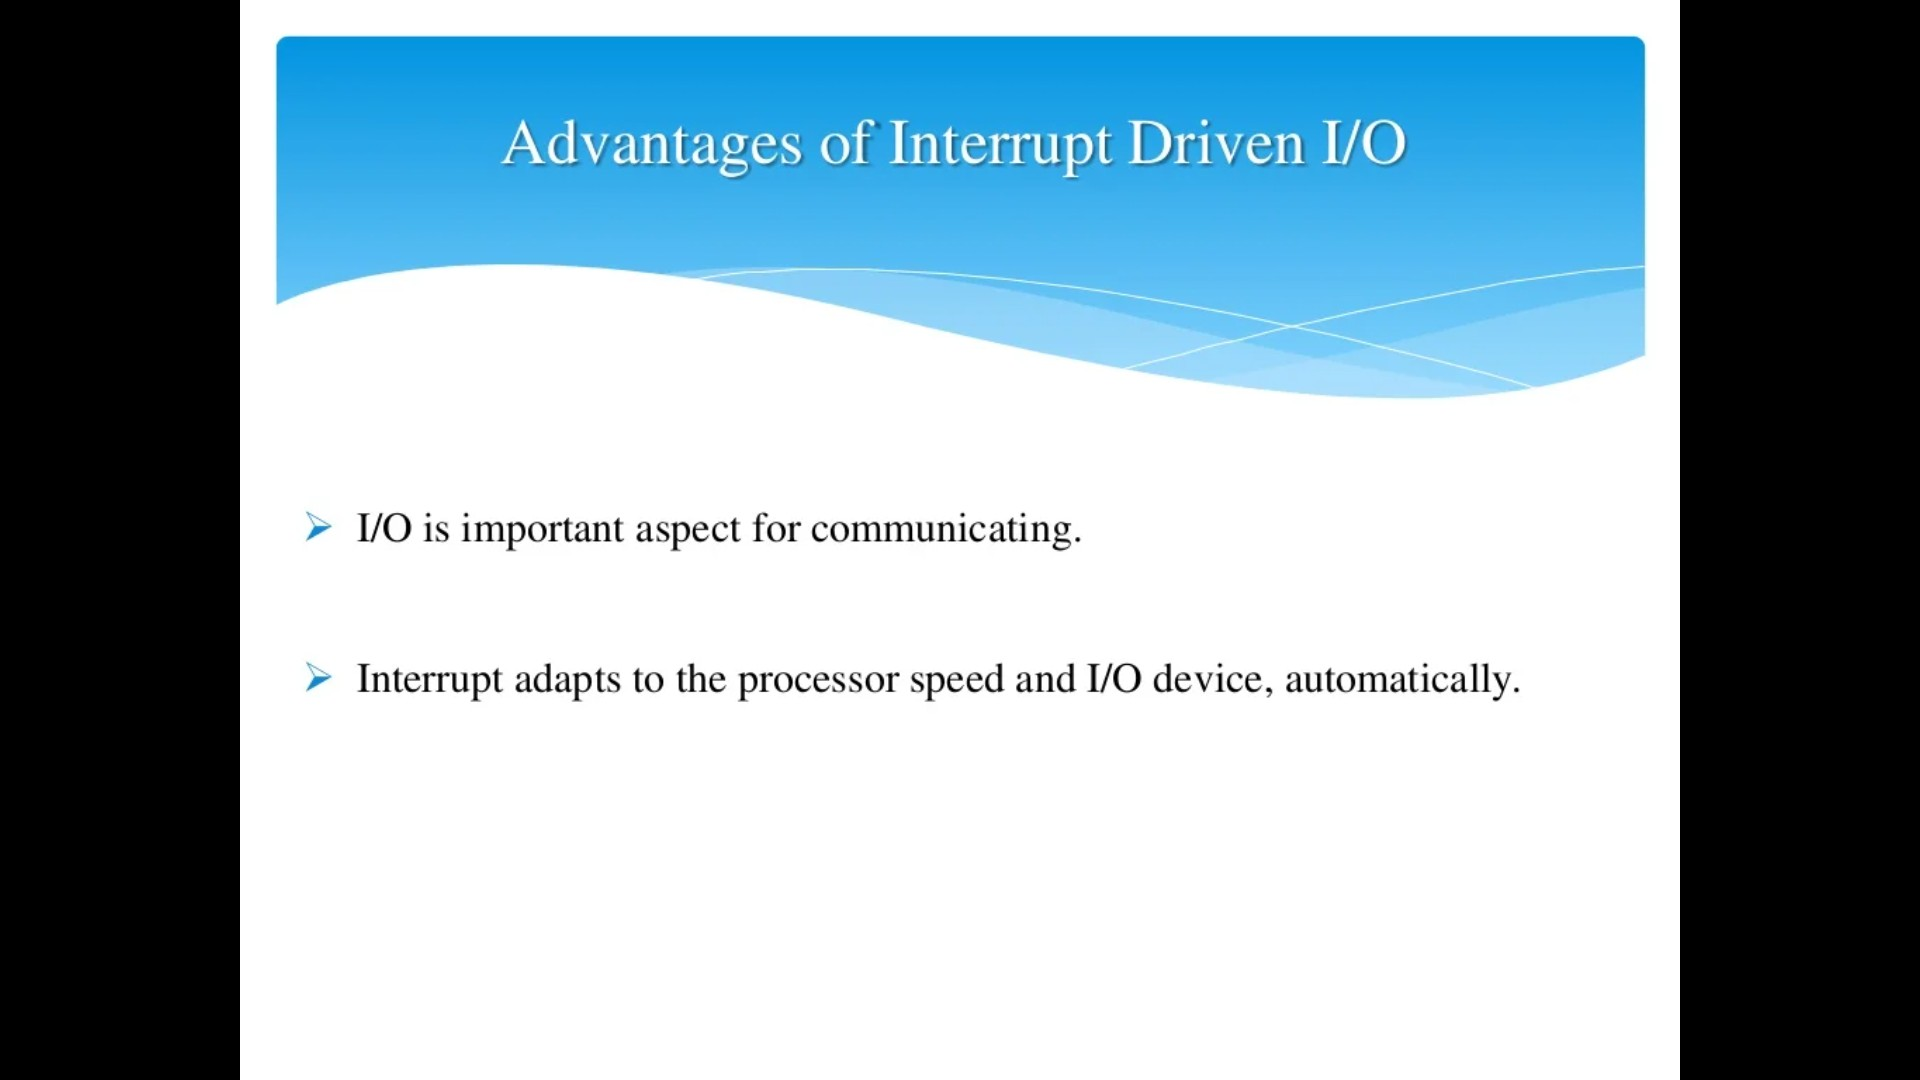 Advantages of Interrupt Driven I/O
I/O is important aspect for communicating.
Interrupt adapts to the processor speed and I/O device, automatically.